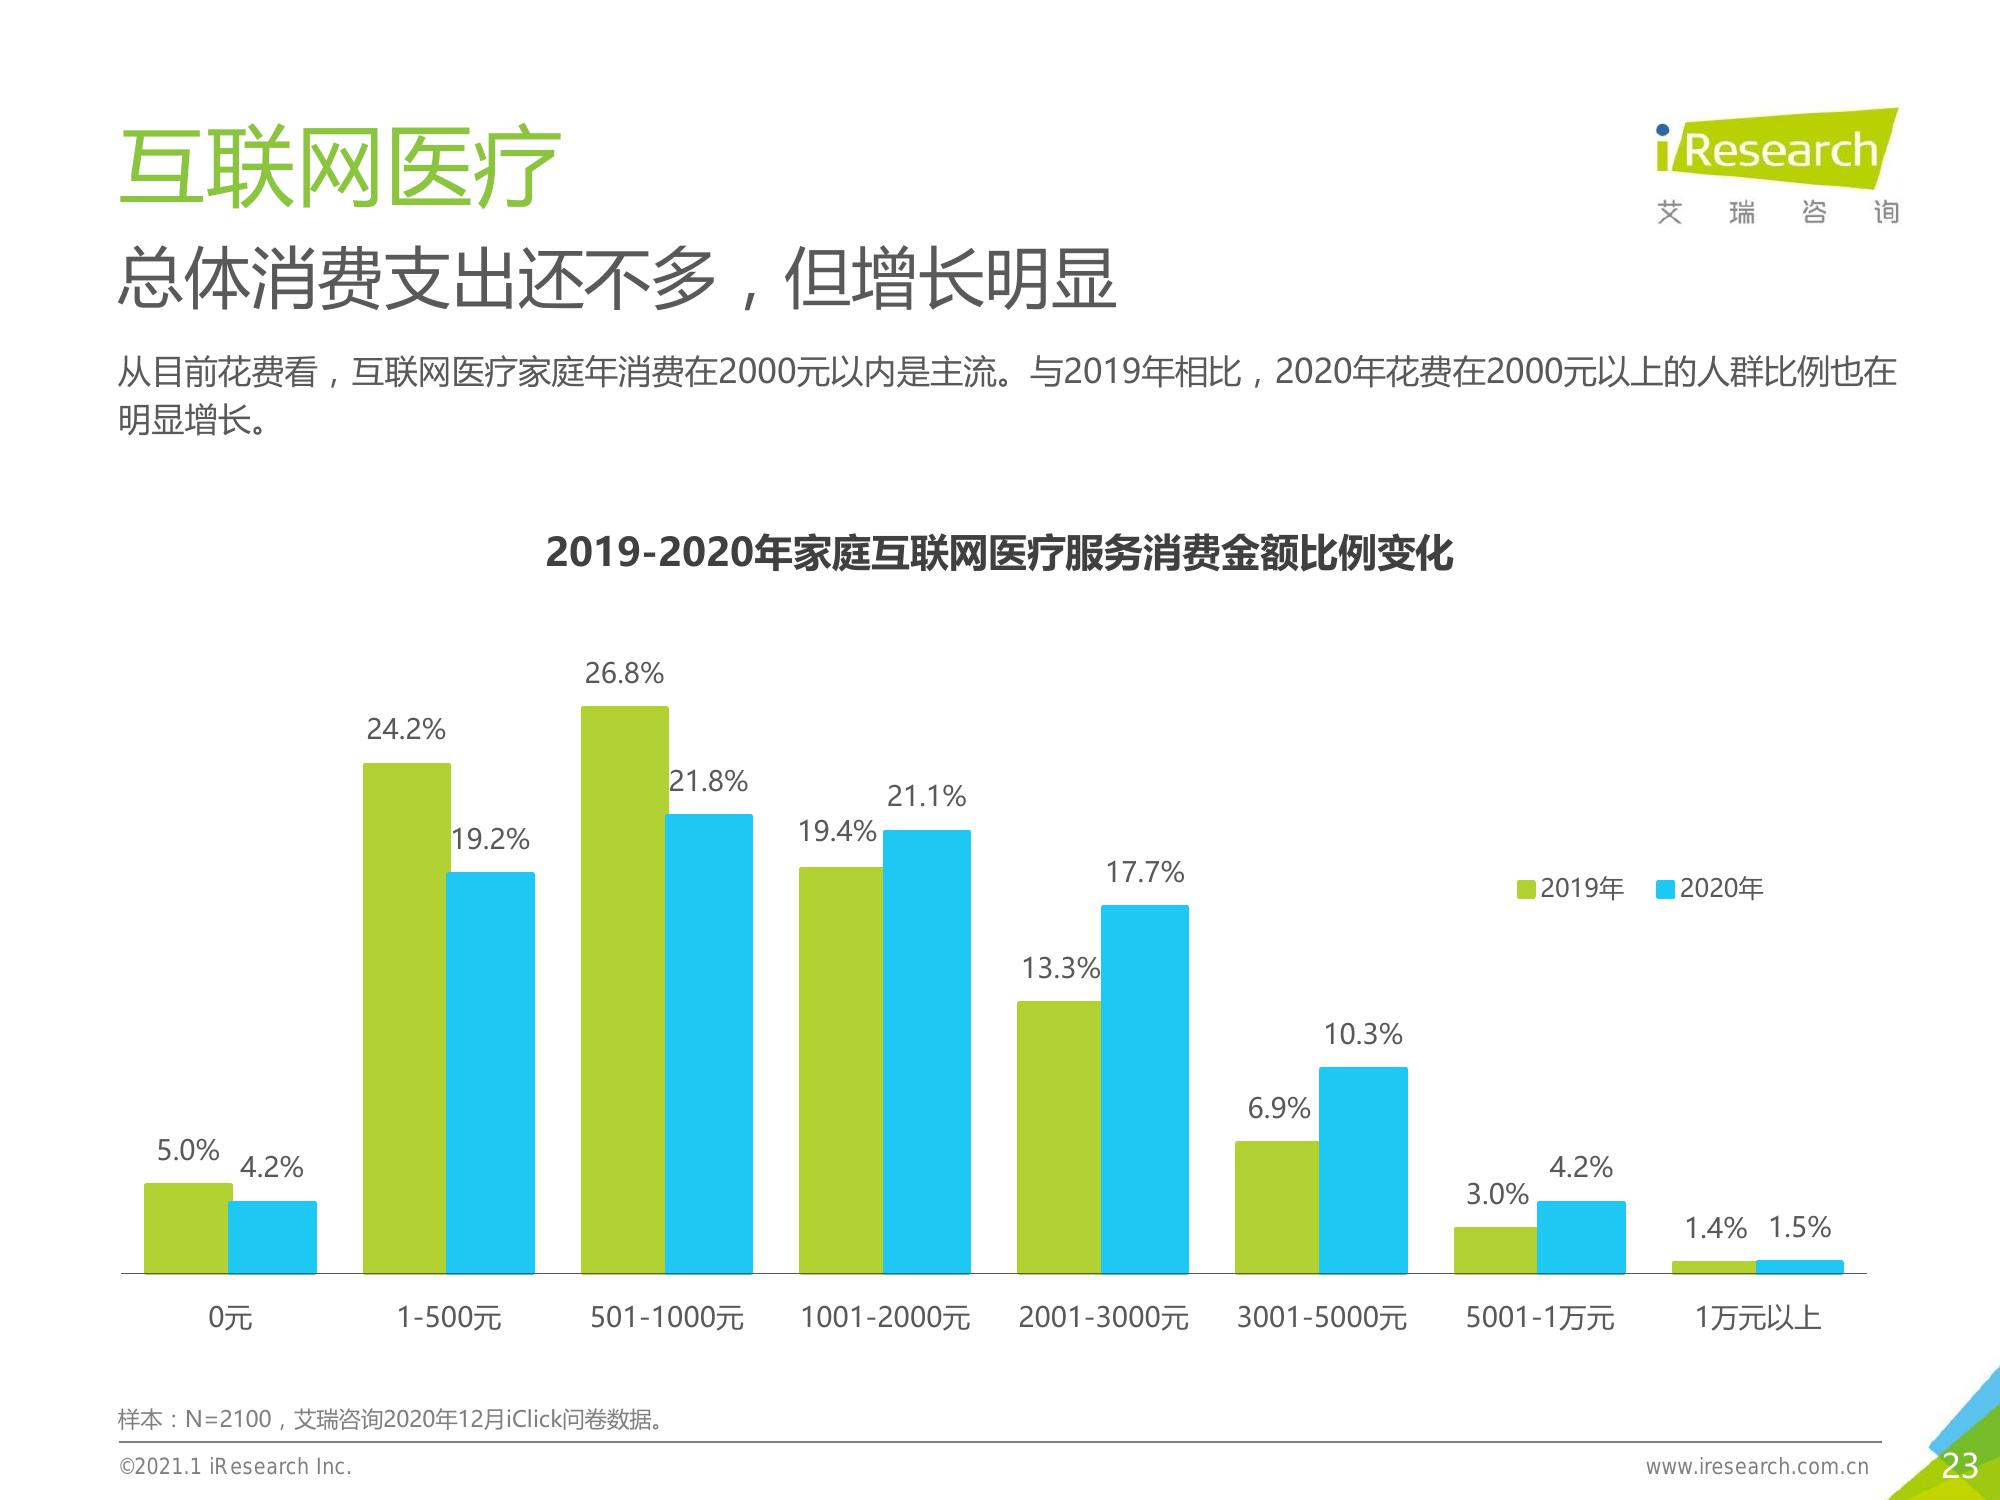 互联网医疗
iResearch
艾瑞咨询
总体消费支出还不多，但增长明显
从目前花费看，互联网医疗家庭年消费在2000元以内是主流。与2019年相比，2020年花费在2000元以上的人群比例也在
明显增长。
2019-2020年家庭互联网医疗服务消费金额比例变化
26.8%
24.2%
21.8%
21.1%
19.4%
19.2%
17.7%
2019年 2020年
13.3%
10.3%
6.9%
5.0%
4.2%
4.2%
3.0%
1.4% 1.5%
0元 1-500元 501-1000元 1001-2000元 2001-3000元 3001-5000元 5001-1万元 1万元以上
样本：N=2100，艾瑞咨询2020年12月iClick问卷数据。
©2021.1 iResearch Inc. www.iresearch.com.cn 23